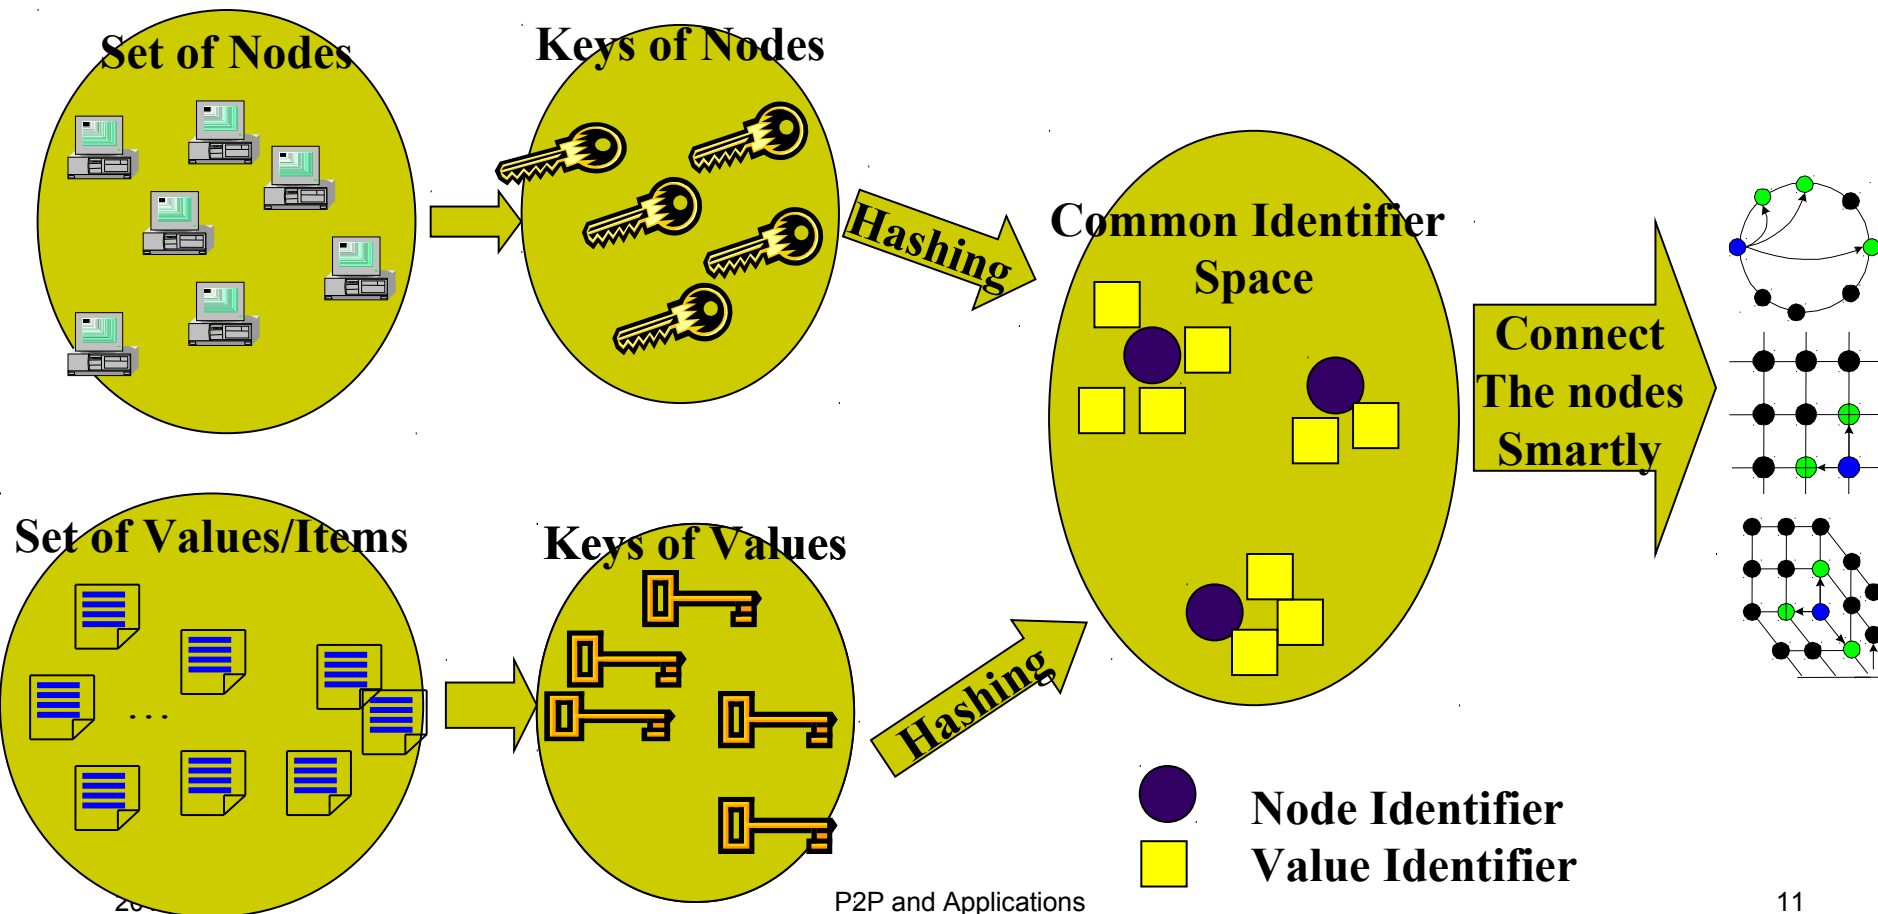 Set of Nodes
Keys of Nodes
Hashing
Common Identifier
Space
Connect
The nodes
Smartly
Set of Values/Items
...
Keys of Values
Hashing
Node Identifier
Value Identifier
P2P and Applications
11